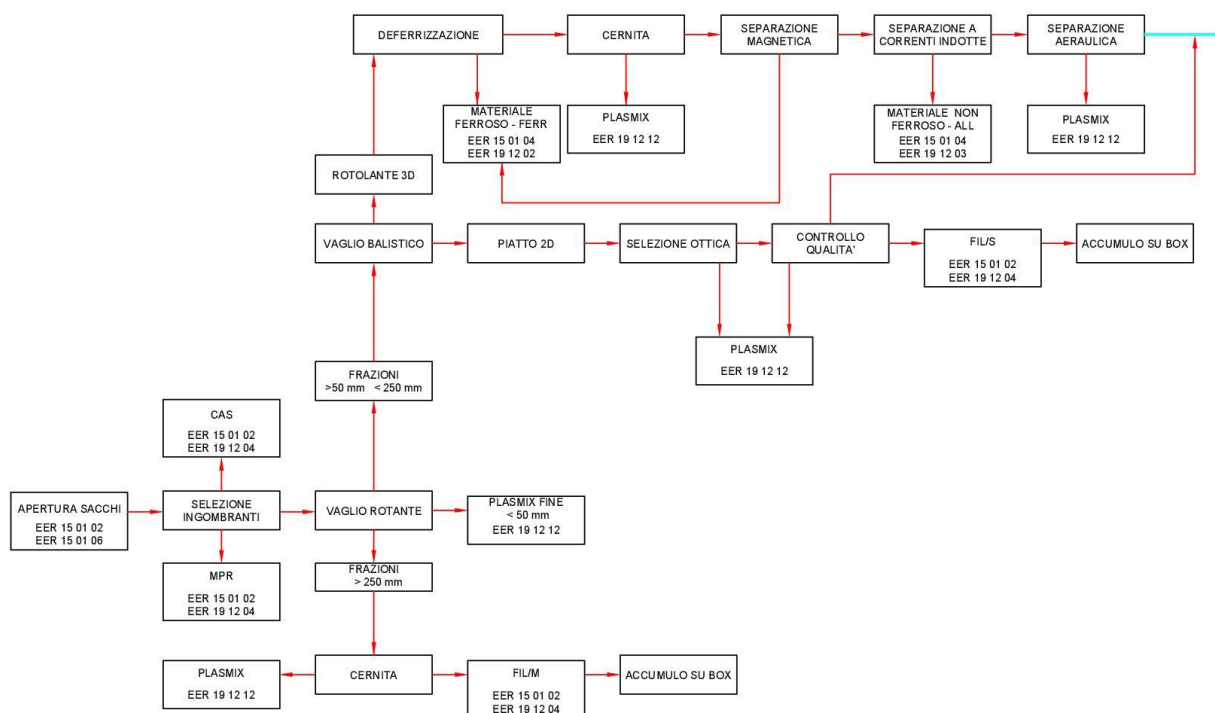 DEFERRIZZAZIONE
CERNITA
SEPARAZIONE
MAGNETICA
SEPARAZIONE A
CORRENTI INDOTTE
SEPARAZIONE
AERAULICA
MATERIALE
FERROSO - FERR
EER 15 01 04
EER 19 12 02
PLASMIX
EER 19 12 12
MATERIALE NON
FERROSO - ALL
EER 15 01 04
EER 19 12 03
PLASMIX
EER 19 12 12
ROTOLANTE 3D
VAGLIO BALISTICO
PIATTO 2D
SELEZIONE OTTICA
CONTROLLO
QUALITA'
FIL/S
EER 15 01 02
EER 19 12 04
ACCUMULO SU BOX
PLASMIX
EER 19 12 12
FRAZIONI
>50 mm < 250 mm
CAS
EER 15 01 02
EER 19 12 04
APERTURA SACCHI
EER 15 01 02
EER 15 01 06
SELEZIONE
INGOMBRANTI
VAGLIO ROTANTE
PLASMIX FINE
< 50 mm
EER 19 12 12
MPR
EER 15 01 02
EER 19 12 04
FRAZIONI
> 250 mm
PLASMIX
EER 19 12 12
CERNITA
FIL/M
EER 15 01 02
EER 19 12 04
ACCUMULO SU BOX